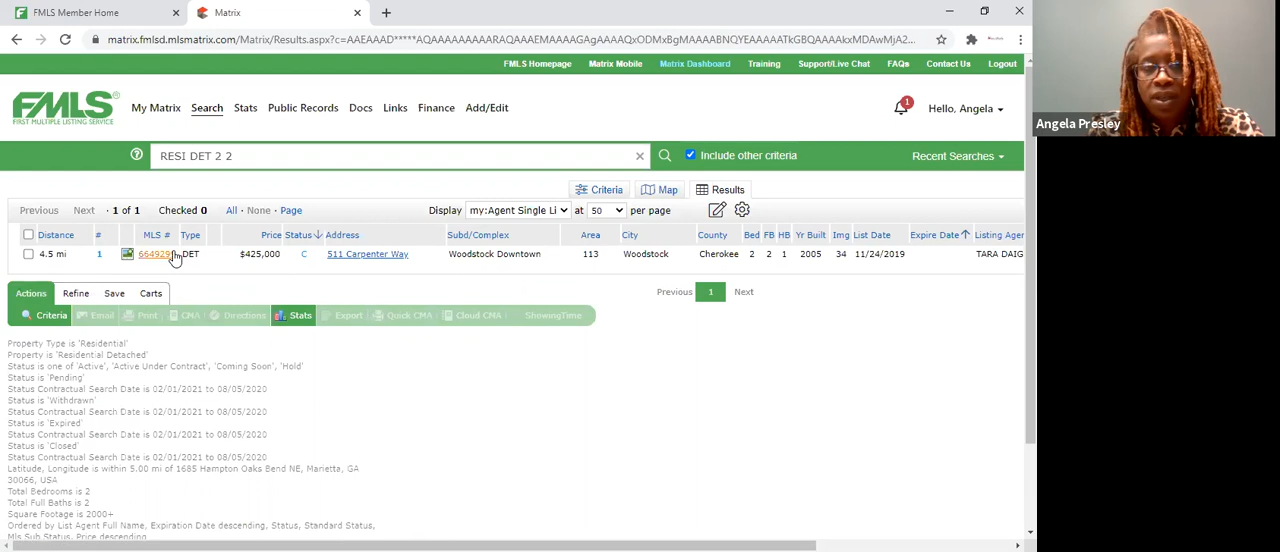 FMLS Member Home
Matrix
matrix.fmlsd.mlsmatrix.com/Matrix/Results.aspx?c=AAEAAAD*****AQAAAAAAAAARAQAAAEMAAAAGAgAAAAQxODMxBgMAAAABNQYEAAAAATkGBQAAAAkxMDAwMjA2...
FMLS Homepage Matrix Mobile Matrix Dashboard Training Support/Live Chat FAQs Contact Us Logout
FMLS
FIRST MULTIPLE LISTING SERVICE
My Matrix Search Stats Public Records Docs Links Finance Add/Edit
1
Hello, Angela
RESI DET 2 2
Include other criteria
Recent Searches
Criteria Map Results
Previous Next · 1 of 1 Checked 0 All · None · Page Display my:Agent Single Li at 50 per page
Distance # MLS # Type Price Status Address Subd/Complex Area City County Bed FB HB Yr Built Img List Date Expire Date Listing Agen
4.5 mi 1 664929 DET $425,000 C 511 Carpenter Way Woodstock Downtown 113 Woodstock Cherokee 2 2 1 2005 34 11/24/2019 TARA DAIG
Actions Refine Save Carts
Previous 1 Next
Criteria Email Print CMA Directions Stats Export Quick CMA Cloud CMA ShowingTime
Property Type is 'Residential'
Property is 'Residential Detached'
Status is one of 'Active', 'Active Under Contract', 'Coming Soon', 'Hold'
Status is 'Pending'
Status Contractual Search Date is 02/01/2021 to 08/05/2020
Status is 'Withdrawn'
Status Contractual Search Date is 02/01/2021 to 08/05/2020
Status is 'Expired'
Status Contractual Search Date is 02/01/2021 to 08/05/2020
Status is 'Closed'
Status Contractual Search Date is 02/01/2021 to 08/05/2020
Latitude, Longitude is within 5.00 mi of 1685 Hampton Oaks Bend NE, Marietta, GA
30066, USA
Total Bedrooms is 2
Total Full Baths is 2
Square Footage is 2000+
Ordered by List Agent Full Name, Expiration Date descending, Status, Standard Status,
Mls Sub Status, Price descending
Angela Presley